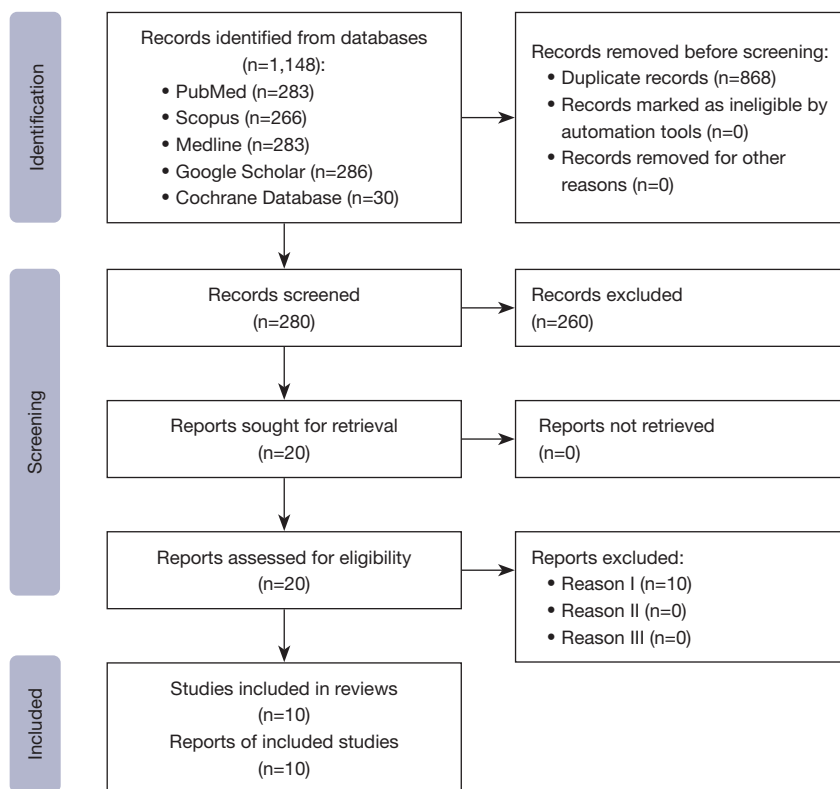 Identification
Records identified from databases
(n=1,148):
• PubMed (n=283)
• Scopus (n=266)
• Medline (n=283)
• Google Scholar (n=286)
• Cochrane Database (n=30)
Records removed before screening:
• Duplicate records (n=868)
• Records marked as ineligible by
automation tools (n=0)
• Records removed for other
reasons (n=0)
Screening
Records screened
(n=280)
Records excluded
(n=260)
Reports sought for retrieval
(n=20)
Reports not retrieved
(n=0)
Reports assessed for eligibility
(n=20)
Reports excluded:
• Reason I (n=10)
• Reason II (n=0)
• Reason III (n=0)
Included
Studies included in reviews
(n=10)
Reports of included studies
(n=10)